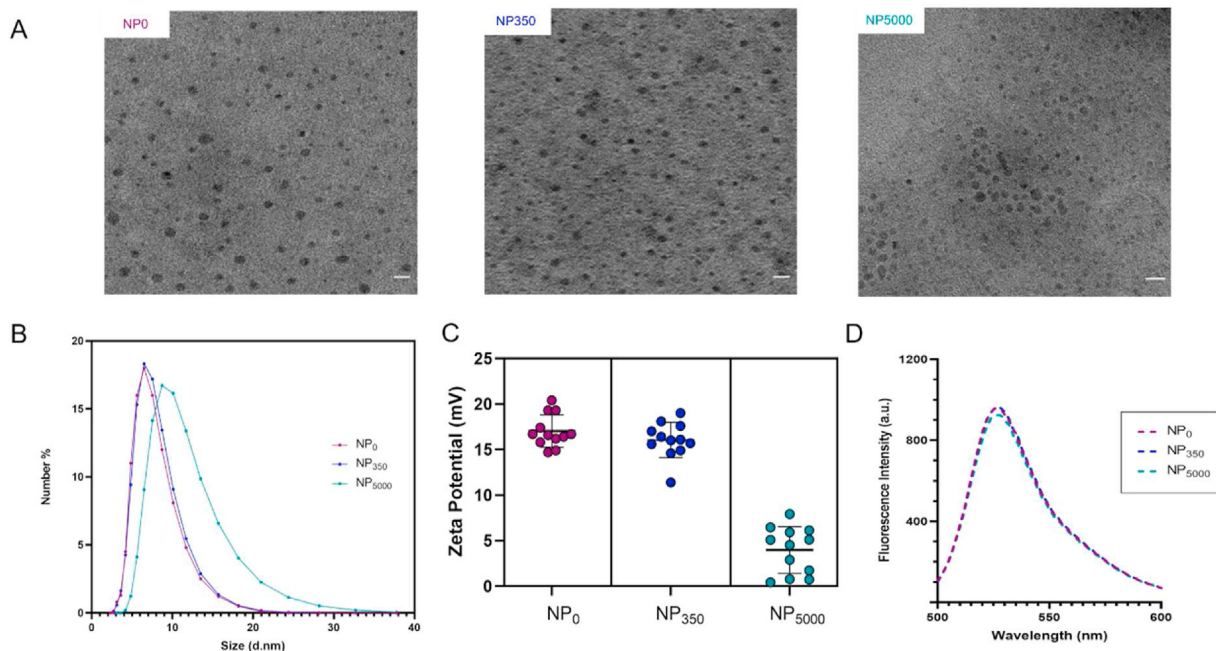 A
NP0
NP350
NP5000
B
20
15
10
5
0
Number %
0 10 20 30 40
Size (d.nm)
NP0
NP350
NP5000
C
25
20
15
10
5
0
Zeta Potential (mV)
NP0 NP350 NP5000
D
1200
900
400
Fluorescence Intensity (a.u.)
500 550 600
Wavelength (nm)
NP0
NP350
NP5000